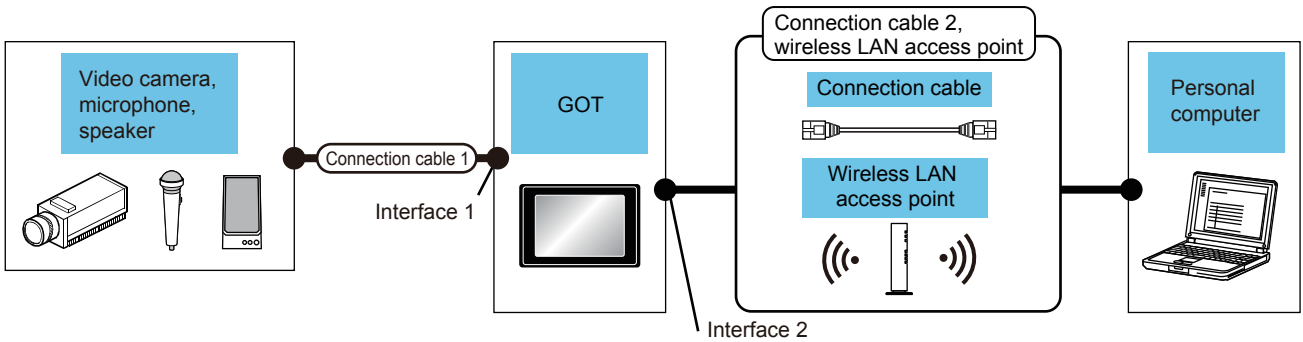 Video camera,
microphone,
speaker
Connection cable 1
Interface 1
GOT
Interface 2
Connection cable 2,
wireless LAN access point
Connection cable
Wireless LAN
access point
Personal
computer